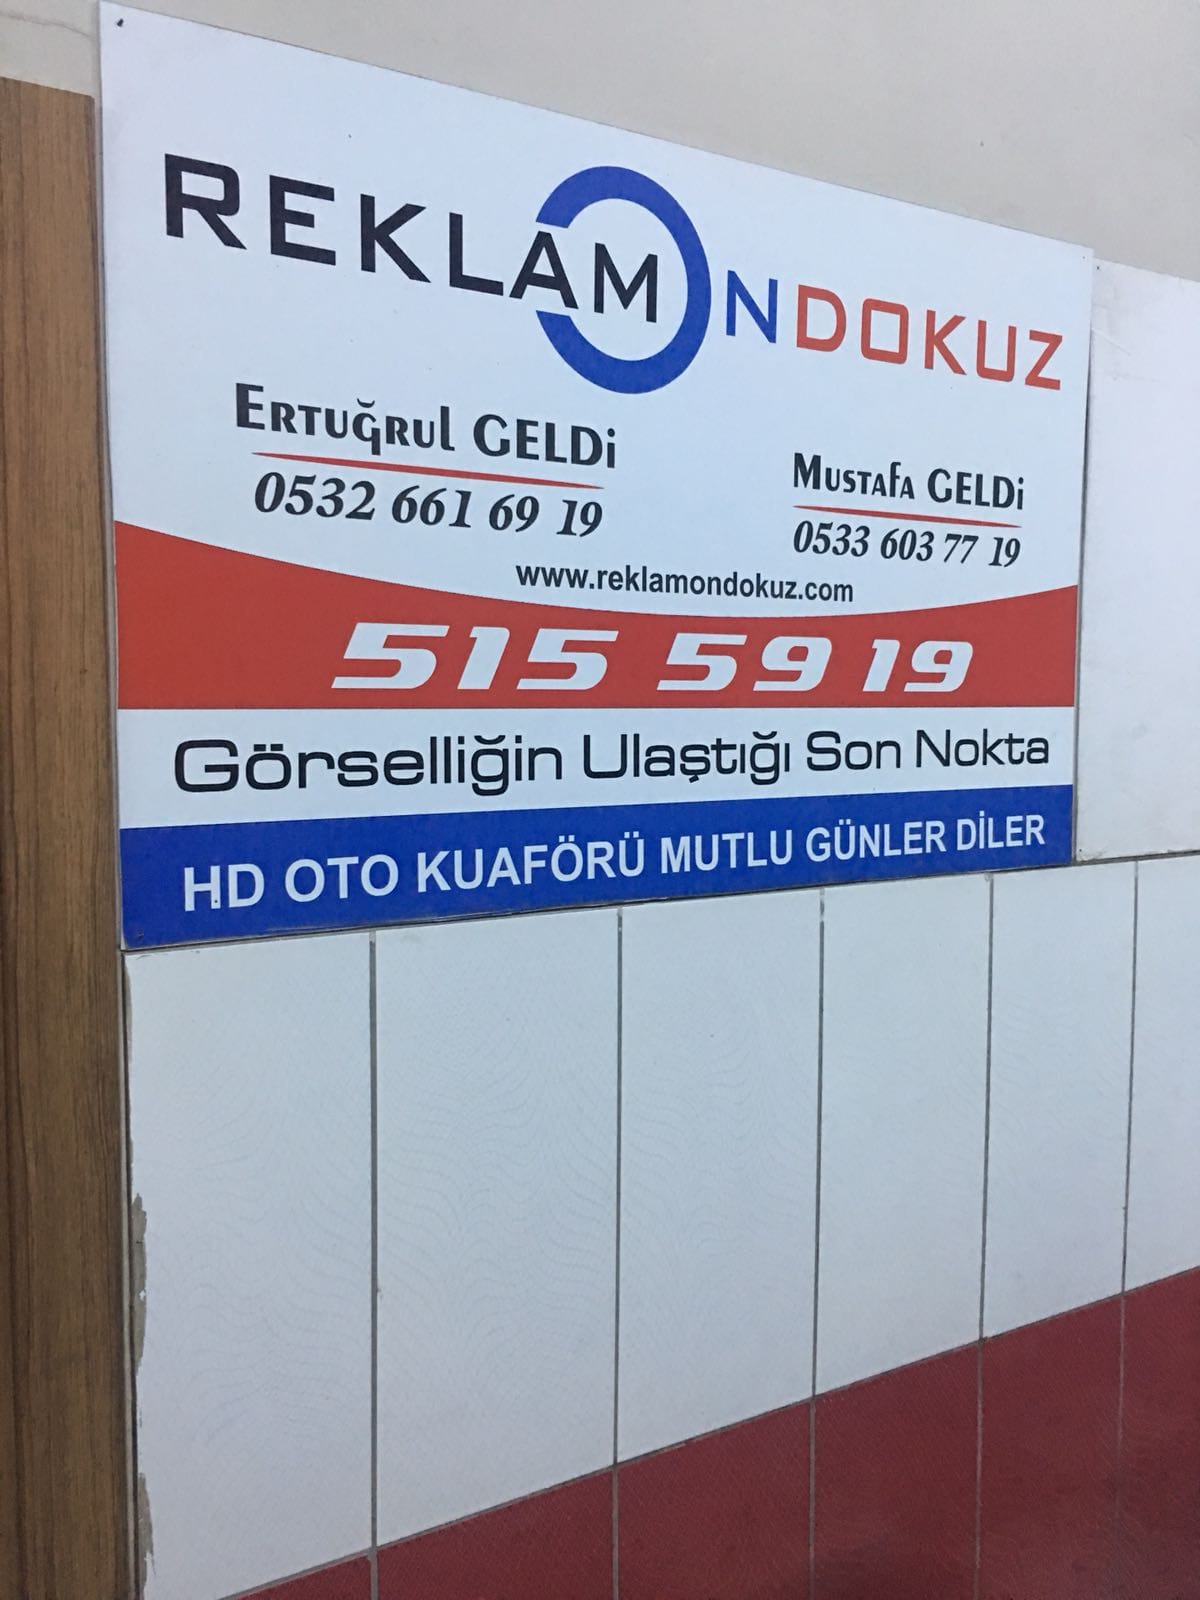 REKLAMONDOKUZ
ERTUĞRUL GELDİ
0532 661 69 19
MUSTAFA GELDİ
0533 603 77 19
www.reklamondokuz.com
515 59 19
Görselliğin Ulaştığı Son Nokta
HD OTO KUAFÖRÜ MUTLU GÜNLER DİLER